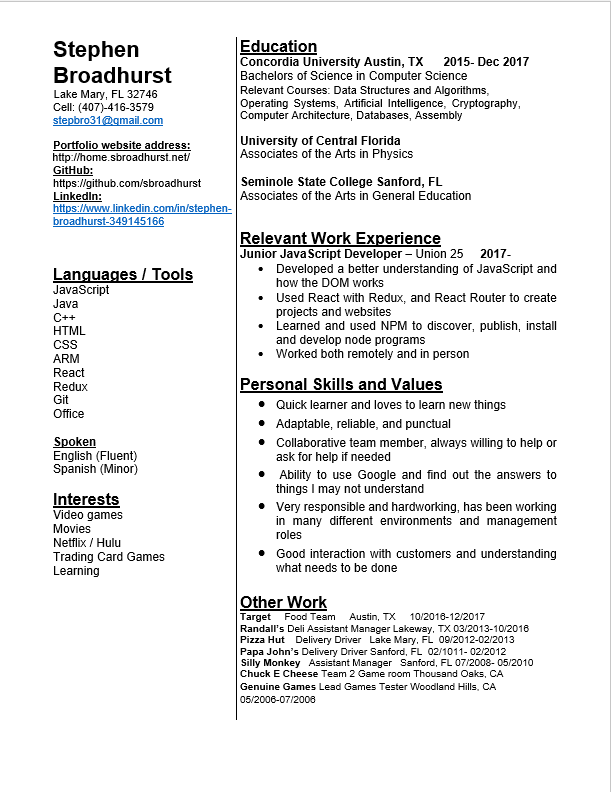 Stephen
Broadhurst
Lake Mary, FL 32746
Cell: (407)-416-3579
stepbro31@gmail.com
Portfolio website address:
http://home.sbroadhurst.net/
GitHub:
https://github.com/sbroadhurst
LinkedIn:
https://www.linkedin.com/in/stephen-
broadhurst-349145166
Languages / Tools
JavaScript
Java
C++
HTML
CSS
ARM
React
Redux
Git
Office
Spoken
English (Fluent)
Spanish (Minor)
Interests
Video games
Movies
Netflix / Hulu
Trading Card Games
Learning
Education
Concordia University Austin, TX 2015- Dec 2017
Bachelors of Science in Computer Science
Relevant Courses: Data Structures and Algorithms,
Operating Systems, Artificial Intelligence, Cryptography,
Computer Architecture, Databases, Assembly
University of Central Florida
Associates of the Arts in Physics
Seminole State College Sanford, FL
Associates of the Arts in General Education
Relevant Work Experience
Junior JavaScript Developer – Union 25 2017-
• Developed a better understanding of JavaScript and
how the DOM works
• Used React with Redux, and React Router to create
projects and websites
• Learned and used NPM to discover, publish, install
and develop node programs
• Worked both remotely and in person
Personal Skills and Values
• Quick learner and loves to learn new things
• Adaptable, reliable, and punctual
• Collaborative team member, always willing to help or
ask for help if needed
• Ability to use Google and find out the answers to
things I may not understand
• Very responsible and hardworking, has been working
in many different environments and management
roles
• Good interaction with customers and understanding
what needs to be done
Other Work
Target Food Team Austin, TX 10/2016-12/2017
Randall's Deli Assistant Manager Lakeway, TX 03/2013-10/2016
Pizza Hut Delivery Driver Lake Mary, FL 09/2012-02/2013
Papa John's Delivery Driver Sanford, FL 02/1011- 02/2012
Silly Monkey Assistant Manager Sanford, FL 07/2008- 05/2010
Chuck E Cheese Team 2 Game room Thousand Oaks, CA
Genuine Games Lead Games Tester Woodland Hills, CA
05/2006-07/2006